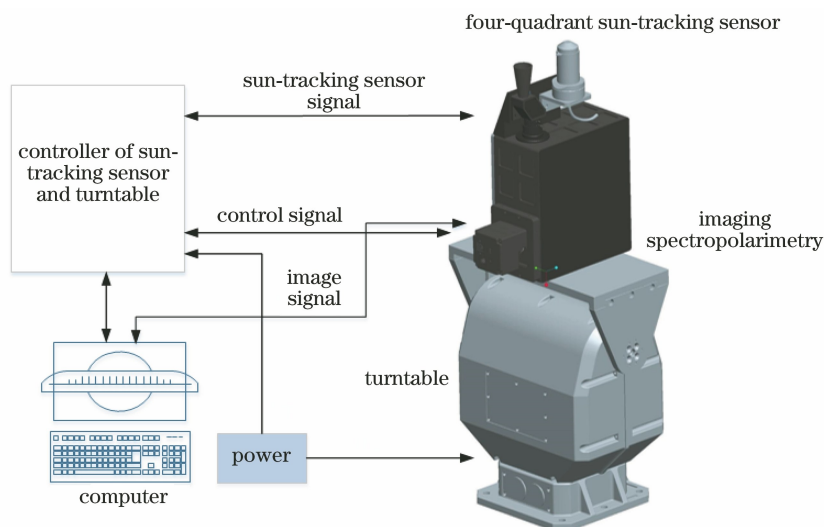 four-quadrant sun-tracking sensor
sun-tracking sensor
signal
controller of sun-
tracking sensor
and turntable
control signal
imaging
spectropolarimetry
image
signal
turntable
power
computer